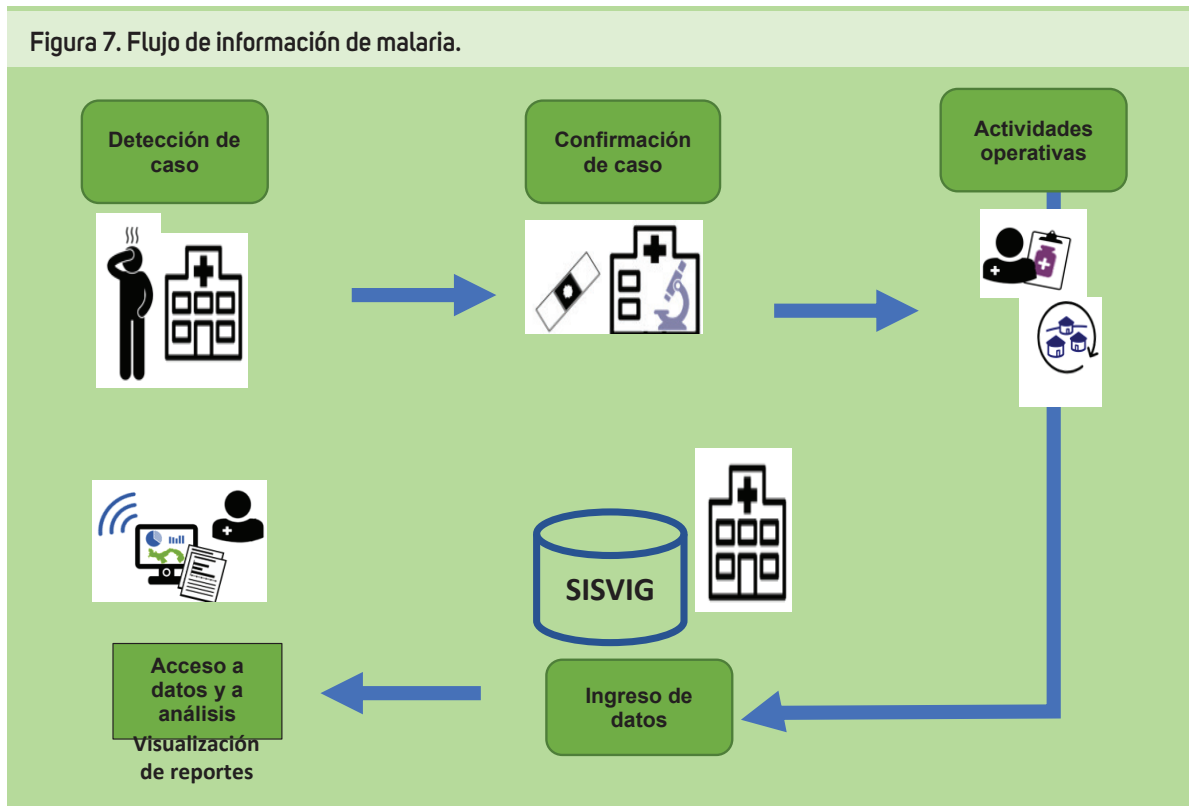 Figura 7. Flujo de información de malaria.
Detección de
caso
Confirmación
de caso
Actividades
operativas
SISVIG
Ingreso de
datos
Acceso a
datos y a
análisis
Visualización
de reportes